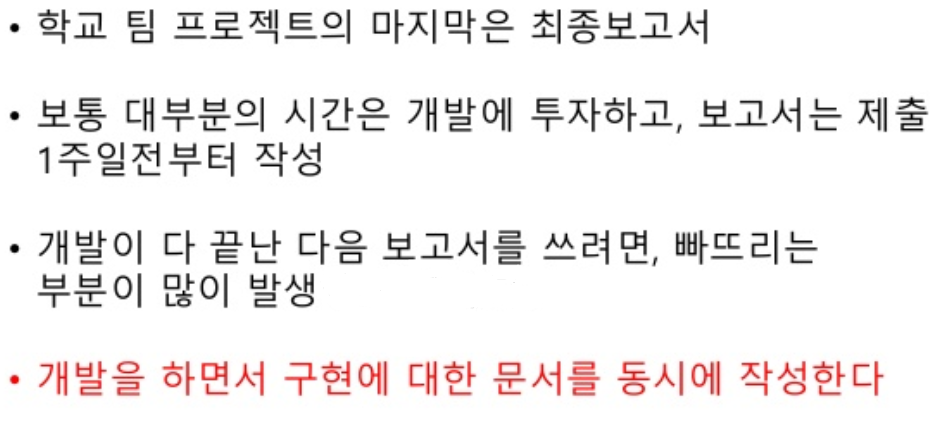 • 학교 팀 프로젝트의 마지막은 최종보고서
• 보통 대부분의 시간은 개발에 투자하고, 보고서는 제출
1주일전부터 작성
• 개발이 다 끝난 다음 보고서를 쓰려면, 빠뜨리는
부분이 많이 발생
• 개발을 하면서 구현에 대한 문서를 동시에 작성한다